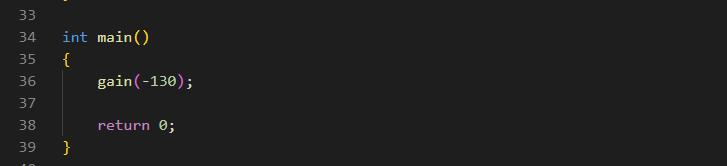 33
34 int main()
35 {
36     gain(-130);
37
38     return 0;
39 }